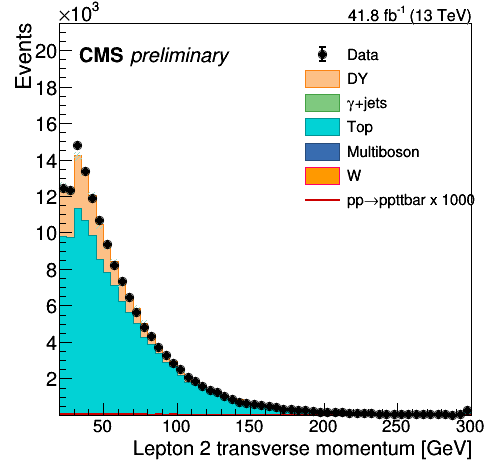 ×10³
41.8 fb⁻¹ (13 TeV)
Events
CMS preliminary
Data
DY
γ+jets
Top
Multiboson
W
pp→ppttbar x 1000
20
18
16
14
12
10
8
6
4
2
50 100 150 200 250 300
Lepton 2 transverse momentum [GeV]